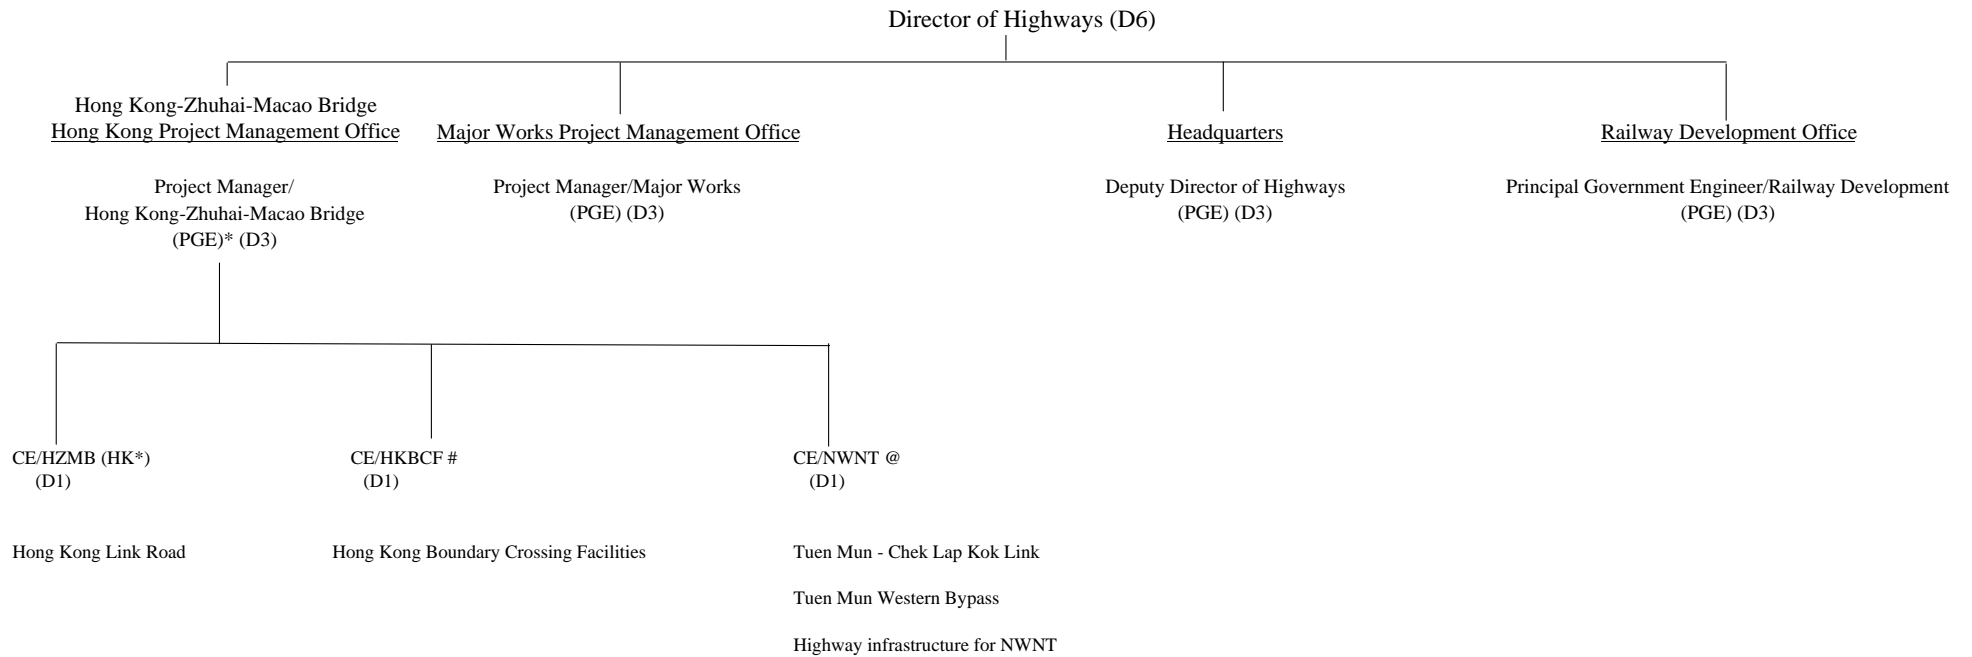 Director of Highways (D6)
Hong Kong-Zhuhai-Macao Bridge
Hong Kong Project Management Office
Project Manager/
Hong Kong-Zhuhai-Macao Bridge
(PGE)* (D3)
Major Works Project Management Office
Project Manager/Major Works
(PGE) (D3)
Headquarters
Deputy Director of Highways
(PGE) (D3)
Railway Development Office
Principal Government Engineer/Railway Development
(PGE) (D3)
CE/HZMB (HK*)
(D1)
Hong Kong Link Road
CE/HKBCF #
(D1)
Hong Kong Boundary Crossing Facilities
CE/NWNT @
(D1)
Tuen Mun - Chek Lap Kok Link
Tuen Mun Western Bypass
Highway infrastructure for NWNT